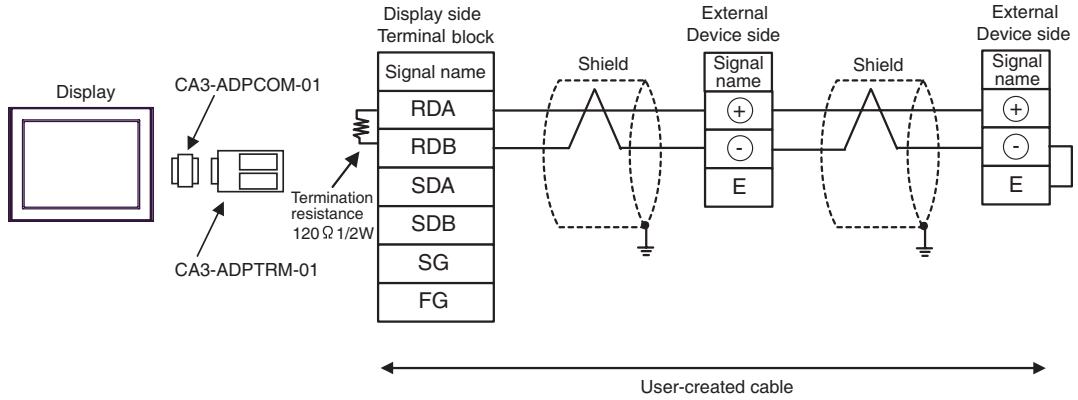 Display
CA3-ADPCOM-01
CA3-ADPTRM-01
Termination
resistance
120 Ω 1/2W
Display side
Terminal block
Signal name
RDA
RDB
SDA
SDB
SG
FG
Shield
External
Device side
Signal
name
+
-
E
Shield
External
Device side
Signal
name
+
-
E
User-created cable